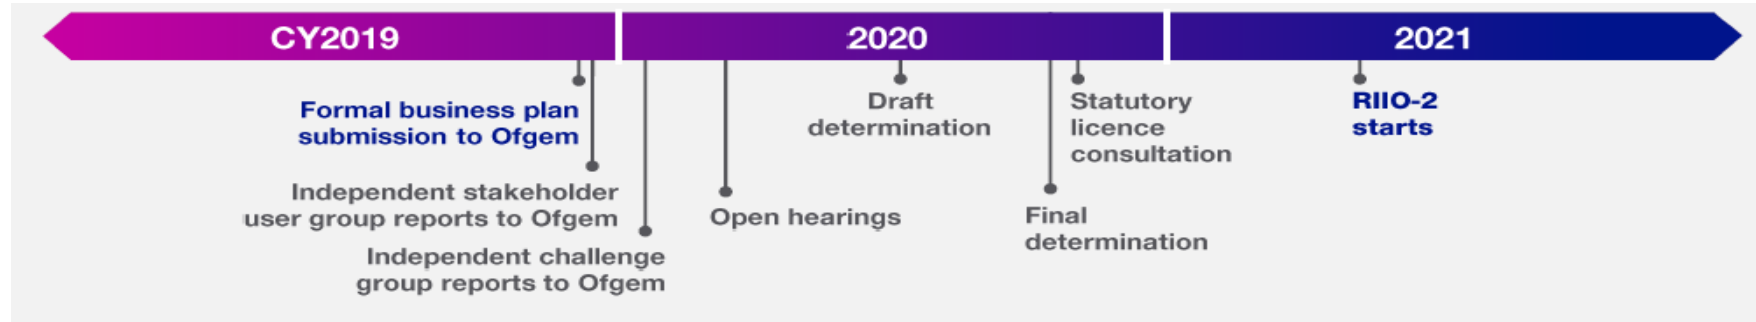 CY2019
2020
2021
Formal business plan
submission to Ofgem
Independent stakeholder
user group reports to Ofgem
Independent challenge
group reports to Ofgem
Open hearings
Draft
determination
Final
determination
Statutory
licence
consultation
RIIO-2
starts